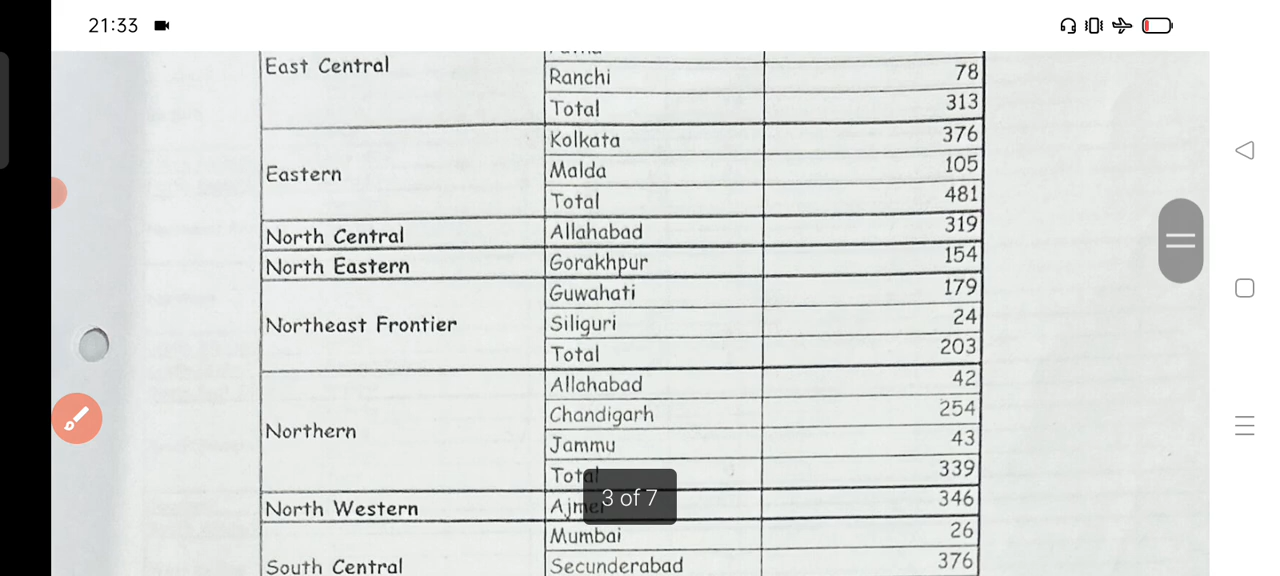 21:33
East Central
Ranchi 78
Total 313
Kolkata 376
Eastern Malda 105
Total 481
North Central Allahabad 319
North Eastern Gorakhpur 154
Guwahati 179
Northeast Frontier Siliguri 24
Total 203
Allahabad 42
Chandigarh 254
Northern
Jammu 43
Total 339
3 of 7
North Western 346
Mumbai 26
South Central Secunderabad 376